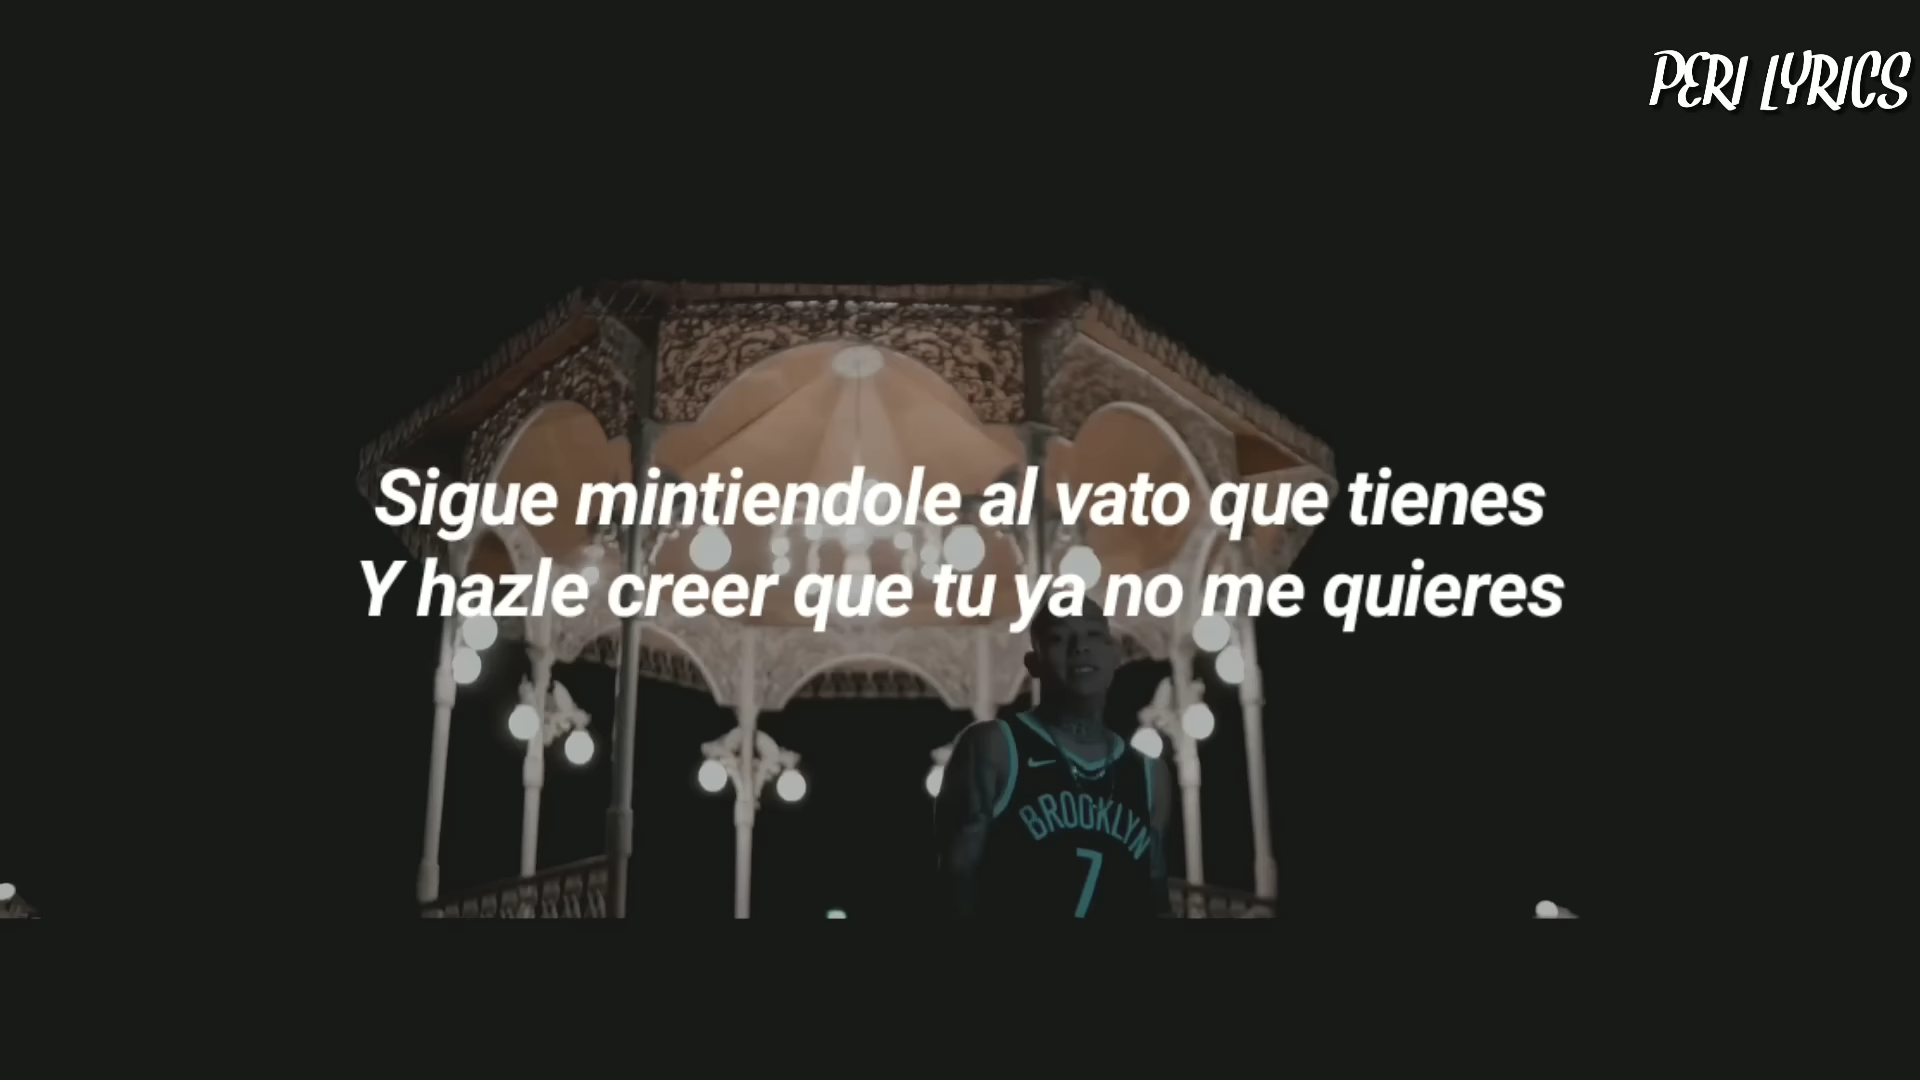 PERI LYRICS
Sigue mintiendole al vato que tienes
Y hazle creer que tu ya no me quieres
BROOKLYN
7